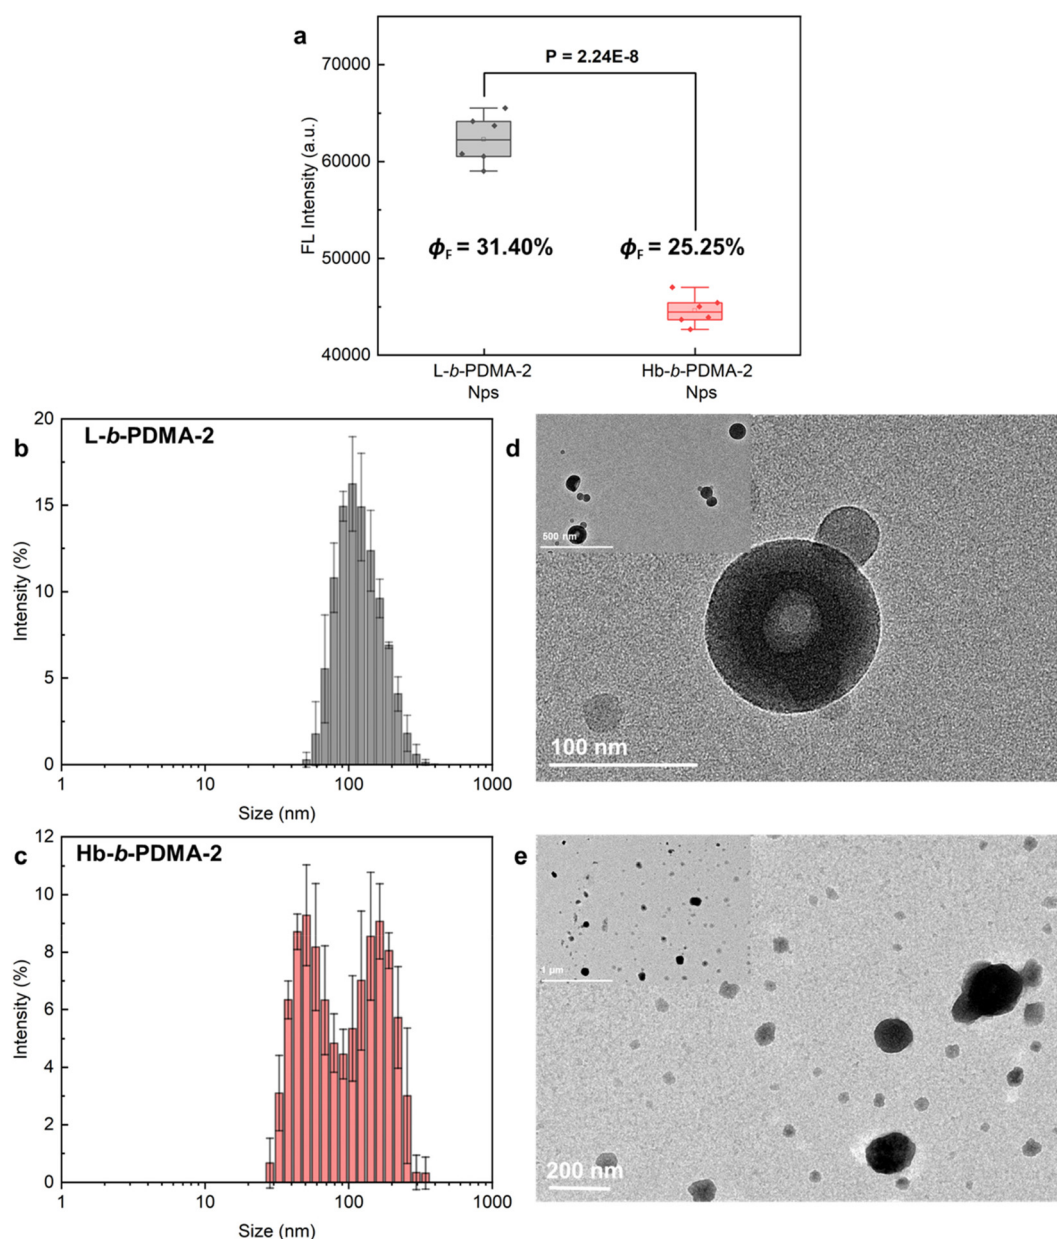 a
P = 2.24E-8
70000
60000
50000
40000
FL Intensity (a.u.)
ϕF = 31.40%
ϕF = 25.25%
L-b-PDMA-2
Nps
Hb-b-PDMA-2
Nps
b
L-b-PDMA-2
20
15
10
5
0
Intensity (%)
1
10
100
1000
Size (nm)
d
500 nm
100 nm
c
Hb-b-PDMA-2
12
10
8
6
4
2
0
Intensity (%)
1
10
100
1000
Size (nm)
e
1 µm
200 nm